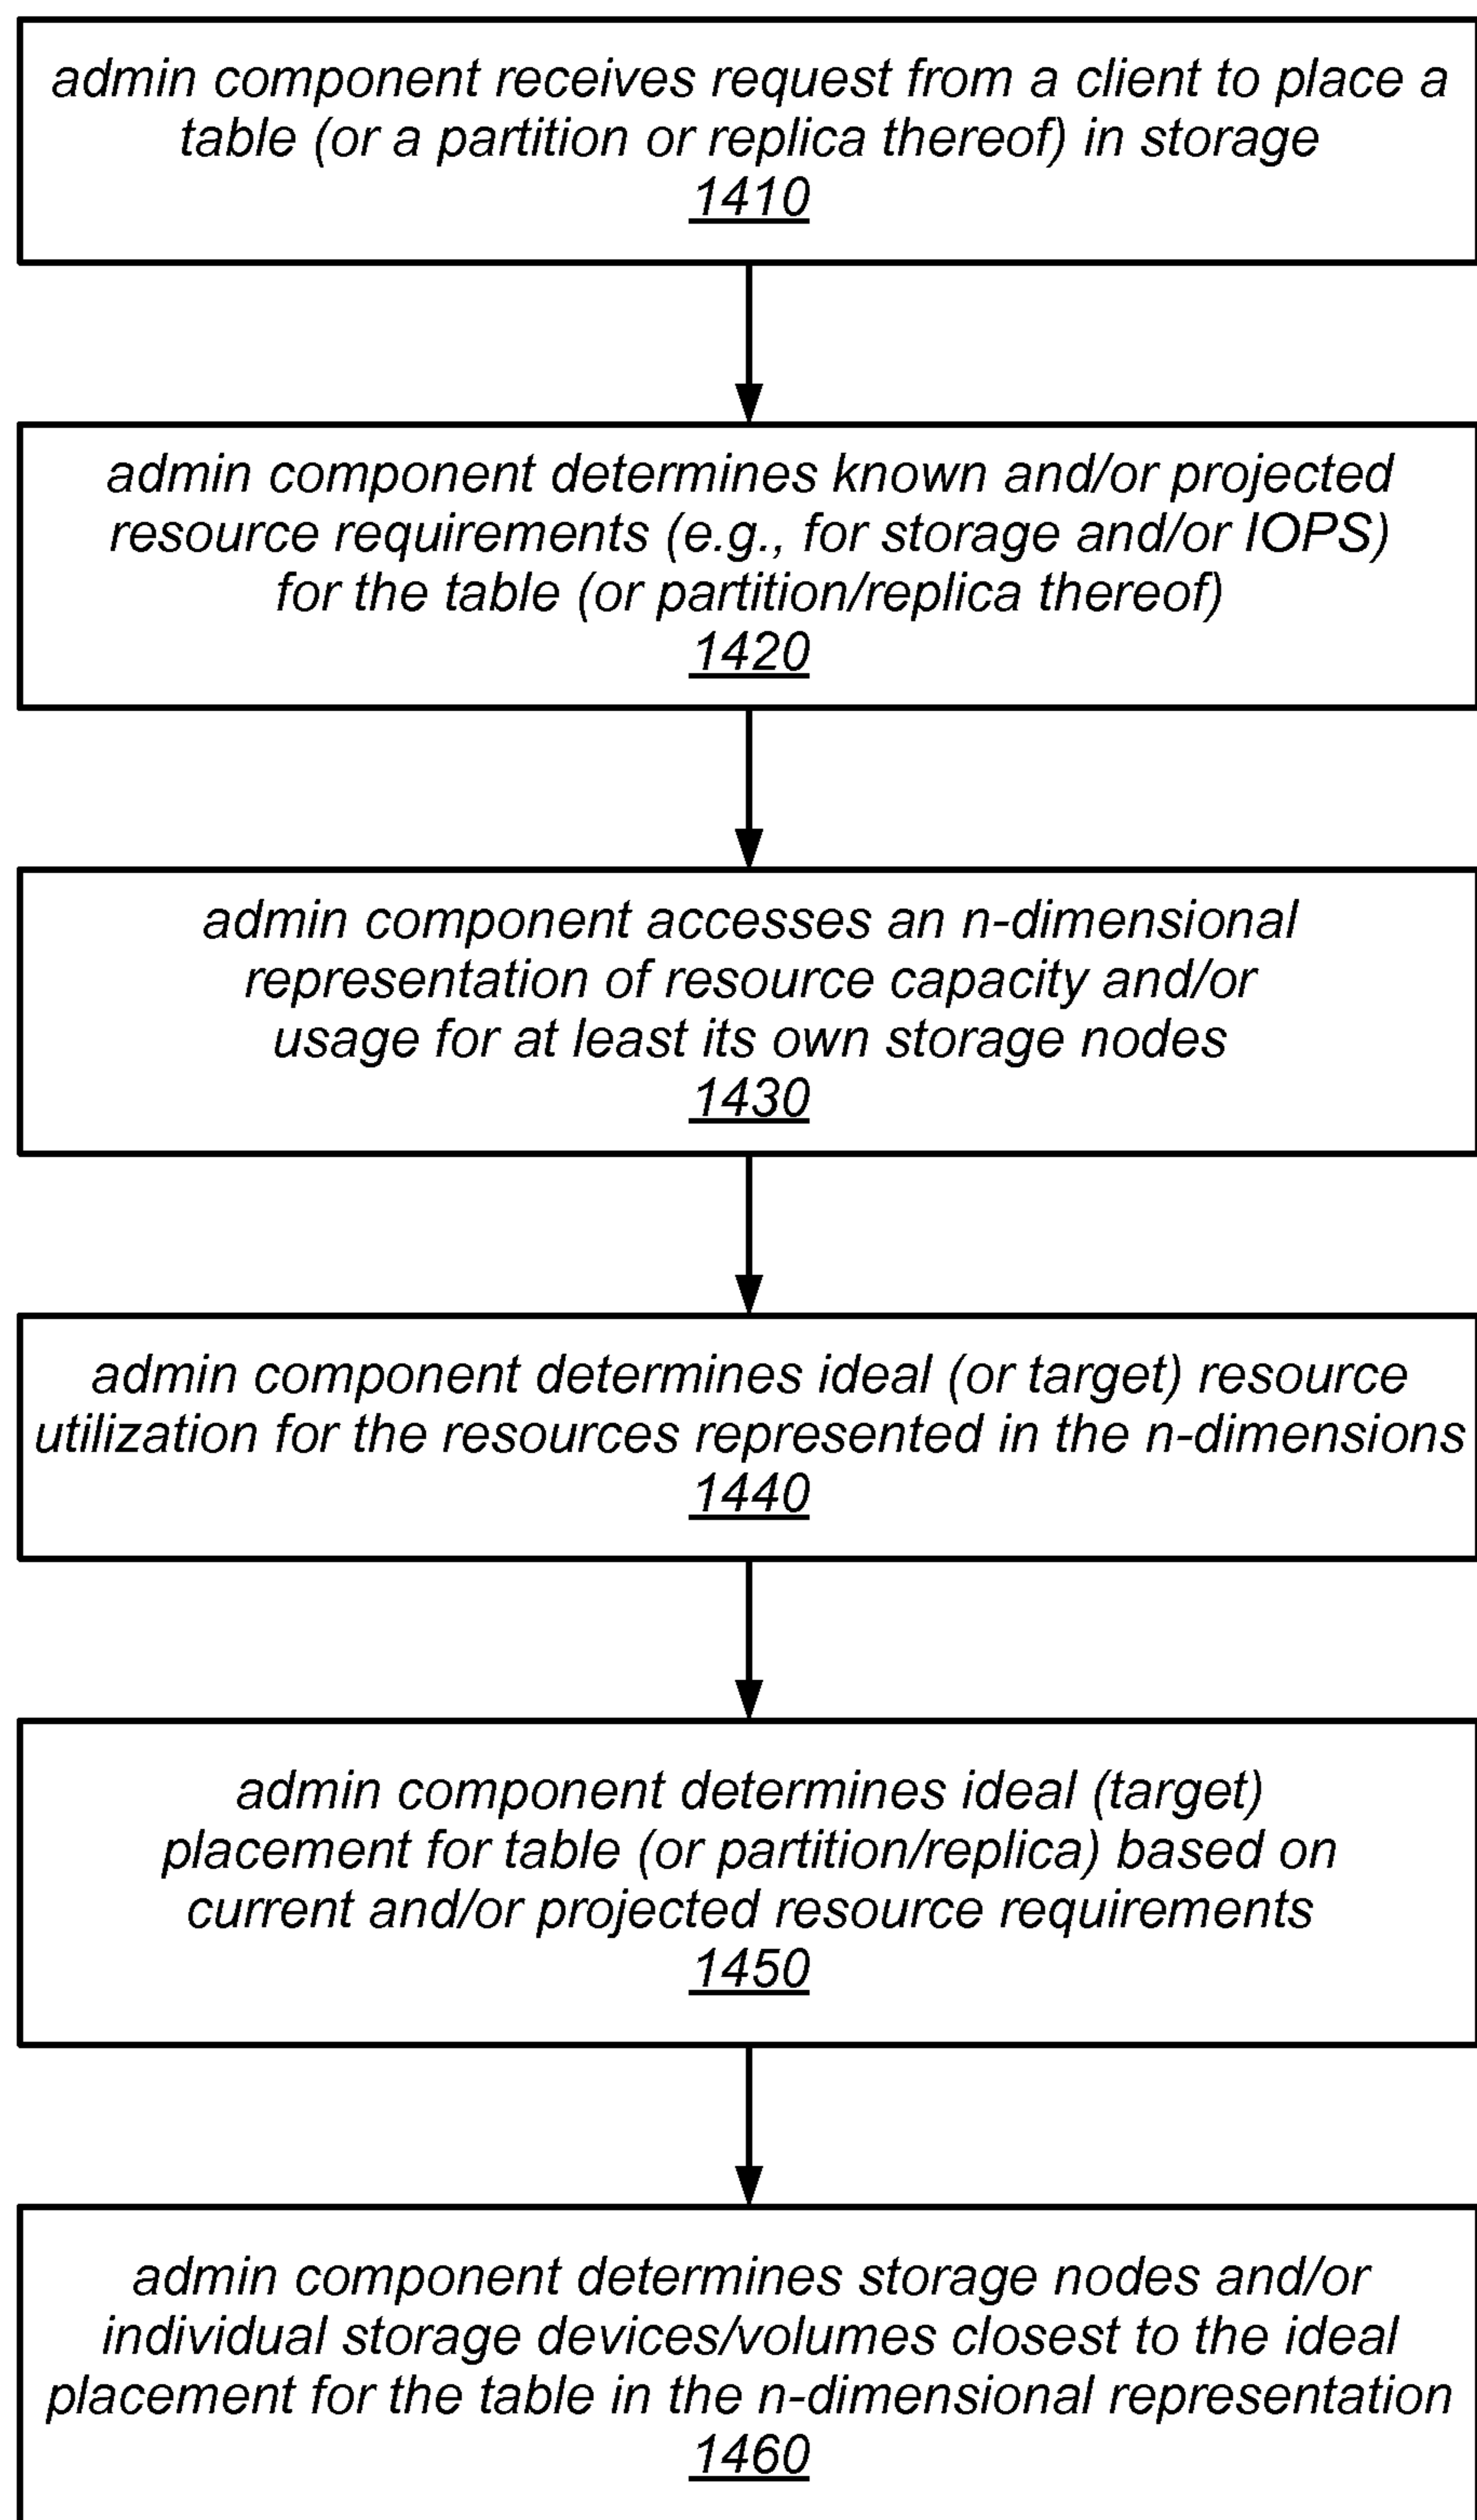 admin component receives request from a client to place a
table (or a partition or replica thereof) in storage
1410
admin component determines known and/or projected
resource requirements (e.g., for storage and/or IOPS)
for the table (or partition/replica thereof)
1420
admin component accesses an n-dimensional
representation of resource capacity and/or
usage for at least its own storage nodes
1430
admin component determines ideal (or target) resource
utilization for the resources represented in the n-dimensions
1440
admin component determines ideal (target)
placement for table (or partition/replica) based on
current and/or projected resource requirements
1450
admin component determines storage nodes and/or
individual storage devices/volumes closest to the ideal
placement for the table in the n-dimensional representation
1460